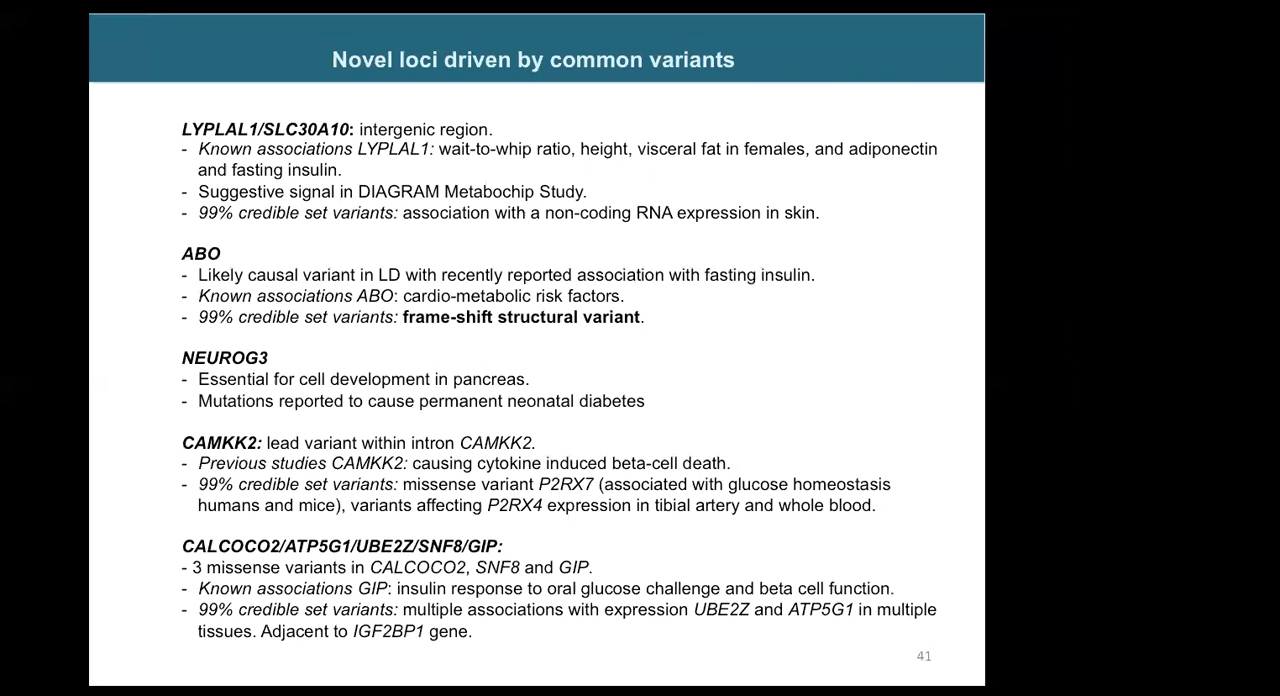 Novel loci driven by common variants
LYPLAL1/SLC30A10: intergenic region.
- Known associations LYPLAL1: wait-to-whip ratio, height, visceral fat in females, and adiponectin
and fasting insulin.
- Suggestive signal in DIAGRAM Metabochip Study.
- 99% credible set variants: association with a non-coding RNA expression in skin.
ABO
- Likely causal variant in LD with recently reported association with fasting insulin.
- Known associations ABO: cardio-metabolic risk factors.
- 99% credible set variants: frame-shift structural variant.
NEUROG3
- Essential for cell development in pancreas.
- Mutations reported to cause permanent neonatal diabetes
CAMKK2: lead variant within intron CAMKK2.
- Previous studies CAMKK2: causing cytokine induced beta-cell death.
- 99% credible set variants: missense variant P2RX7 (associated with glucose homeostasis
humans and mice), variants affecting P2RX4 expression in tibial artery and whole blood.
CALCOCO2/ATP5G1/UBE2Z/SNF8/GIP:
- 3 missense variants in CALCOCO2, SNF8 and GIP.
- Known associations GIP: insulin response to oral glucose challenge and beta cell function.
- 99% credible set variants: multiple associations with expression UBE2Z and ATP5G1 in multiple
tissues. Adjacent to IGF2BP1 gene.
41